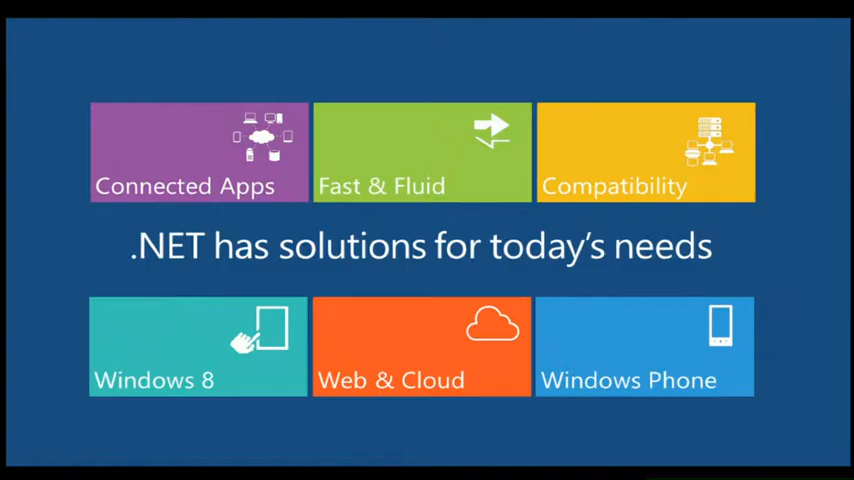 Connected Apps
Fast & Fluid
Compatibility
.NET has solutions for today's needs
Windows 8
Web & Cloud
Windows Phone